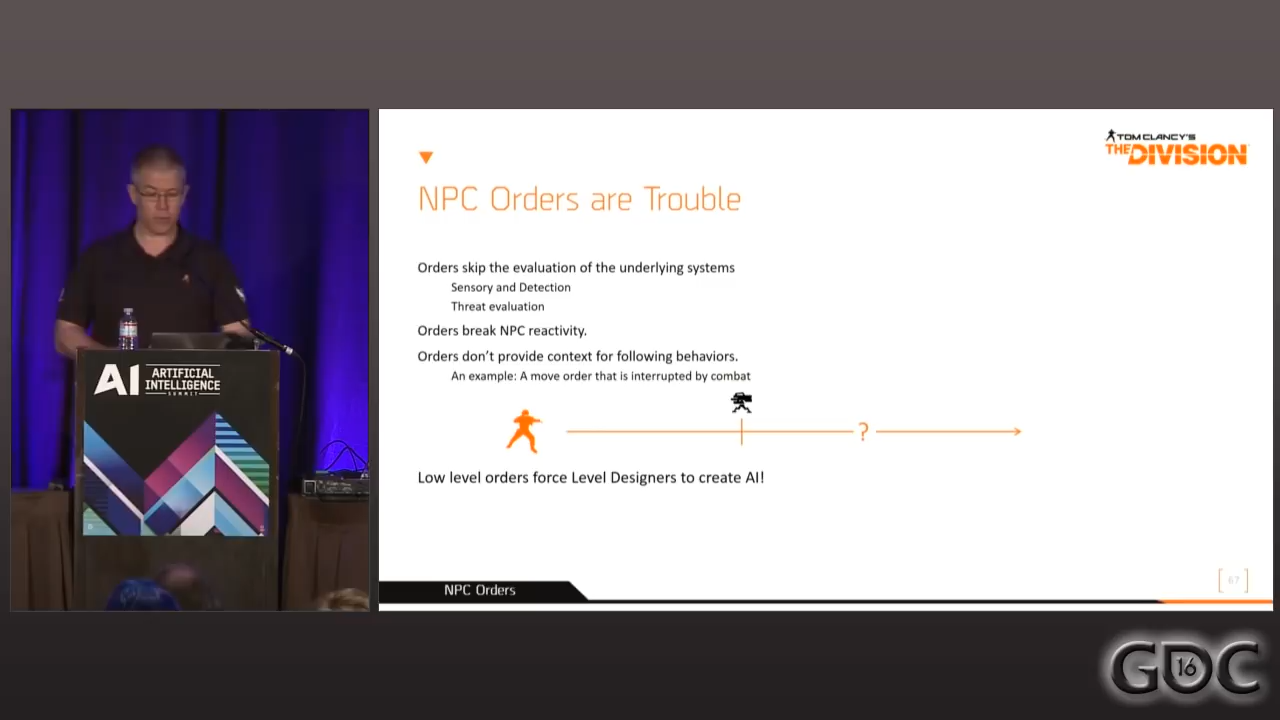 TOM CLANCY'S
THE DIVISION
NPC Orders are Trouble
Orders skip the evaluation of the underlying systems
Sensory and Detection
Threat evaluation
Orders break NPC reactivity.
Orders don't provide context for following behaviors.
An example: A move order that is interrupted by combat
?
Low level orders force Level Designers to create AI!
NPC Orders
67
AI ARTIFICIAL
INTELLIGENCE
SUMMIT
GDC 16